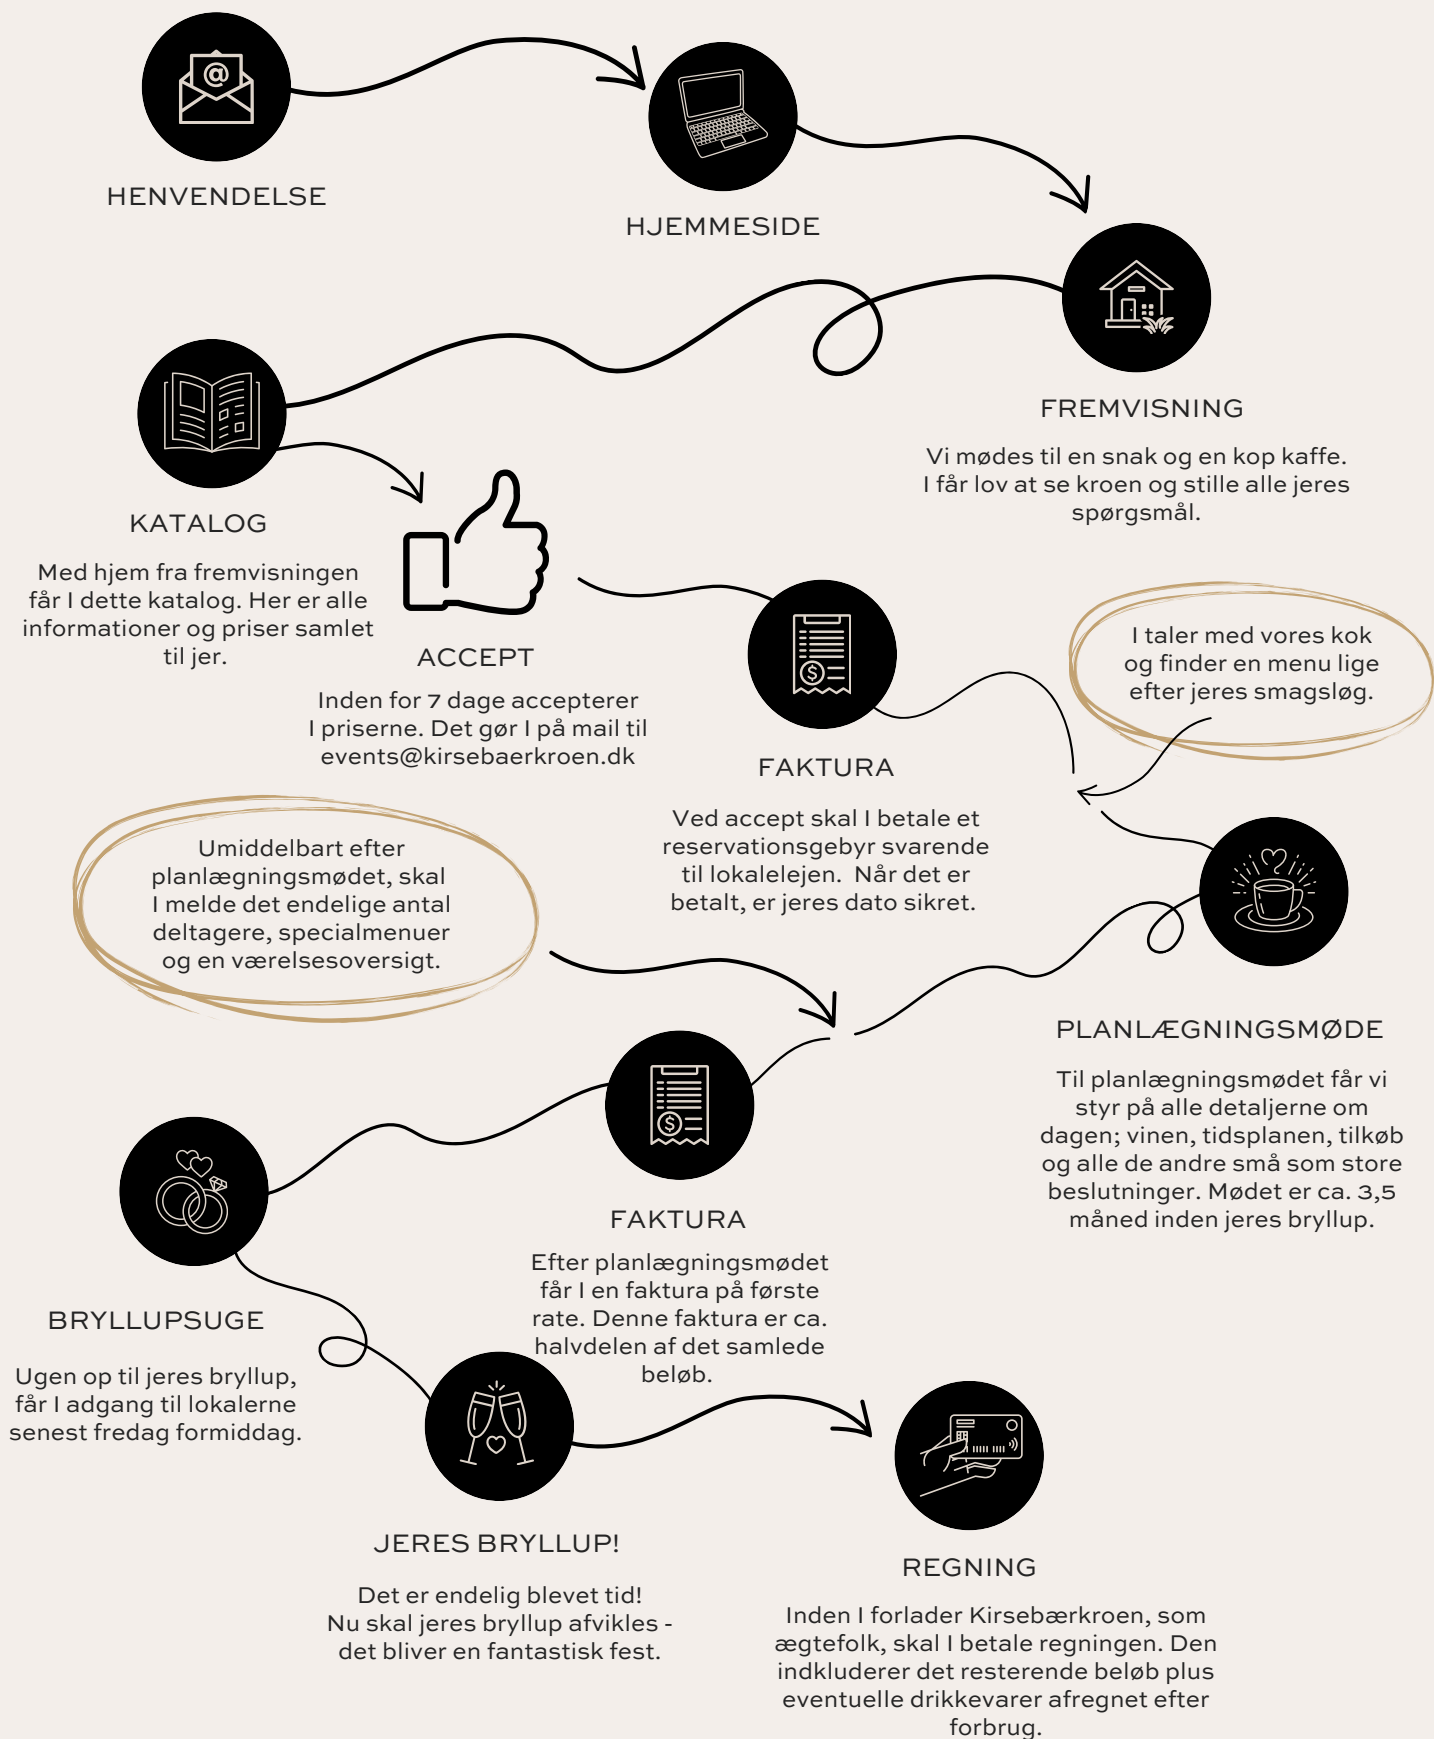 @
HENVENDELSE
HJEMMESIDE
FREMVISNING
Vi mødes til en snak og en kop kaffe.
I får lov at se kroen og stille alle jeres
spørgsmål.
KATALOG
Med hjem fra fremvisningen
får I dette katalog. Her er alle
informationer og priser samlet
til jer.
ACCEPT
Inden for 7 dage accepterer
I priserne. Det gør I på mail til
events@kirsebaerkroen.dk
$
FAKTURA
Ved accept skal I betale et
reservationsgebyr svarende
til lokalelejen. Når det er
betalt, er jeres dato sikret.
I taler med vores kok
og finder en menu lige
efter jeres smagsløg.
PLANLÆGNINGSMØDE
Til planlægningsmødet får vi
styr på alle detaljerne om
dagen; vinen, tidsplanen, tilkøb
og alle de andre små som store
beslutninger. Mødet er ca. 3,5
måned inden jeres bryllup.
Umiddelbart efter
planlægningsmødet, skal
I melde det endelige antal
deltagere, specialmenuer
og en værelsesoversigt.
$
FAKTURA
Efter planlægningsmødet
får I en faktura på første
rate. Denne faktura er ca.
halvdelen af det samlede
beløb.
BRYLLUPSUGE
Ugen op til jeres bryllup,
får I adgang til lokalerne
senest fredag formiddag.
JERES BRYLLUP!
Det er endelig blevet tid!
Nu skal jeres bryllup afvikles -
det bliver en fantastisk fest.
REGNING
Inden I forlader Kirsebærkroen, som
ægtefolk, skal I betale regningen. Den
indkluderer det resterende beløb plus
eventuelle drikkevarer afregnet efter
forbrug.